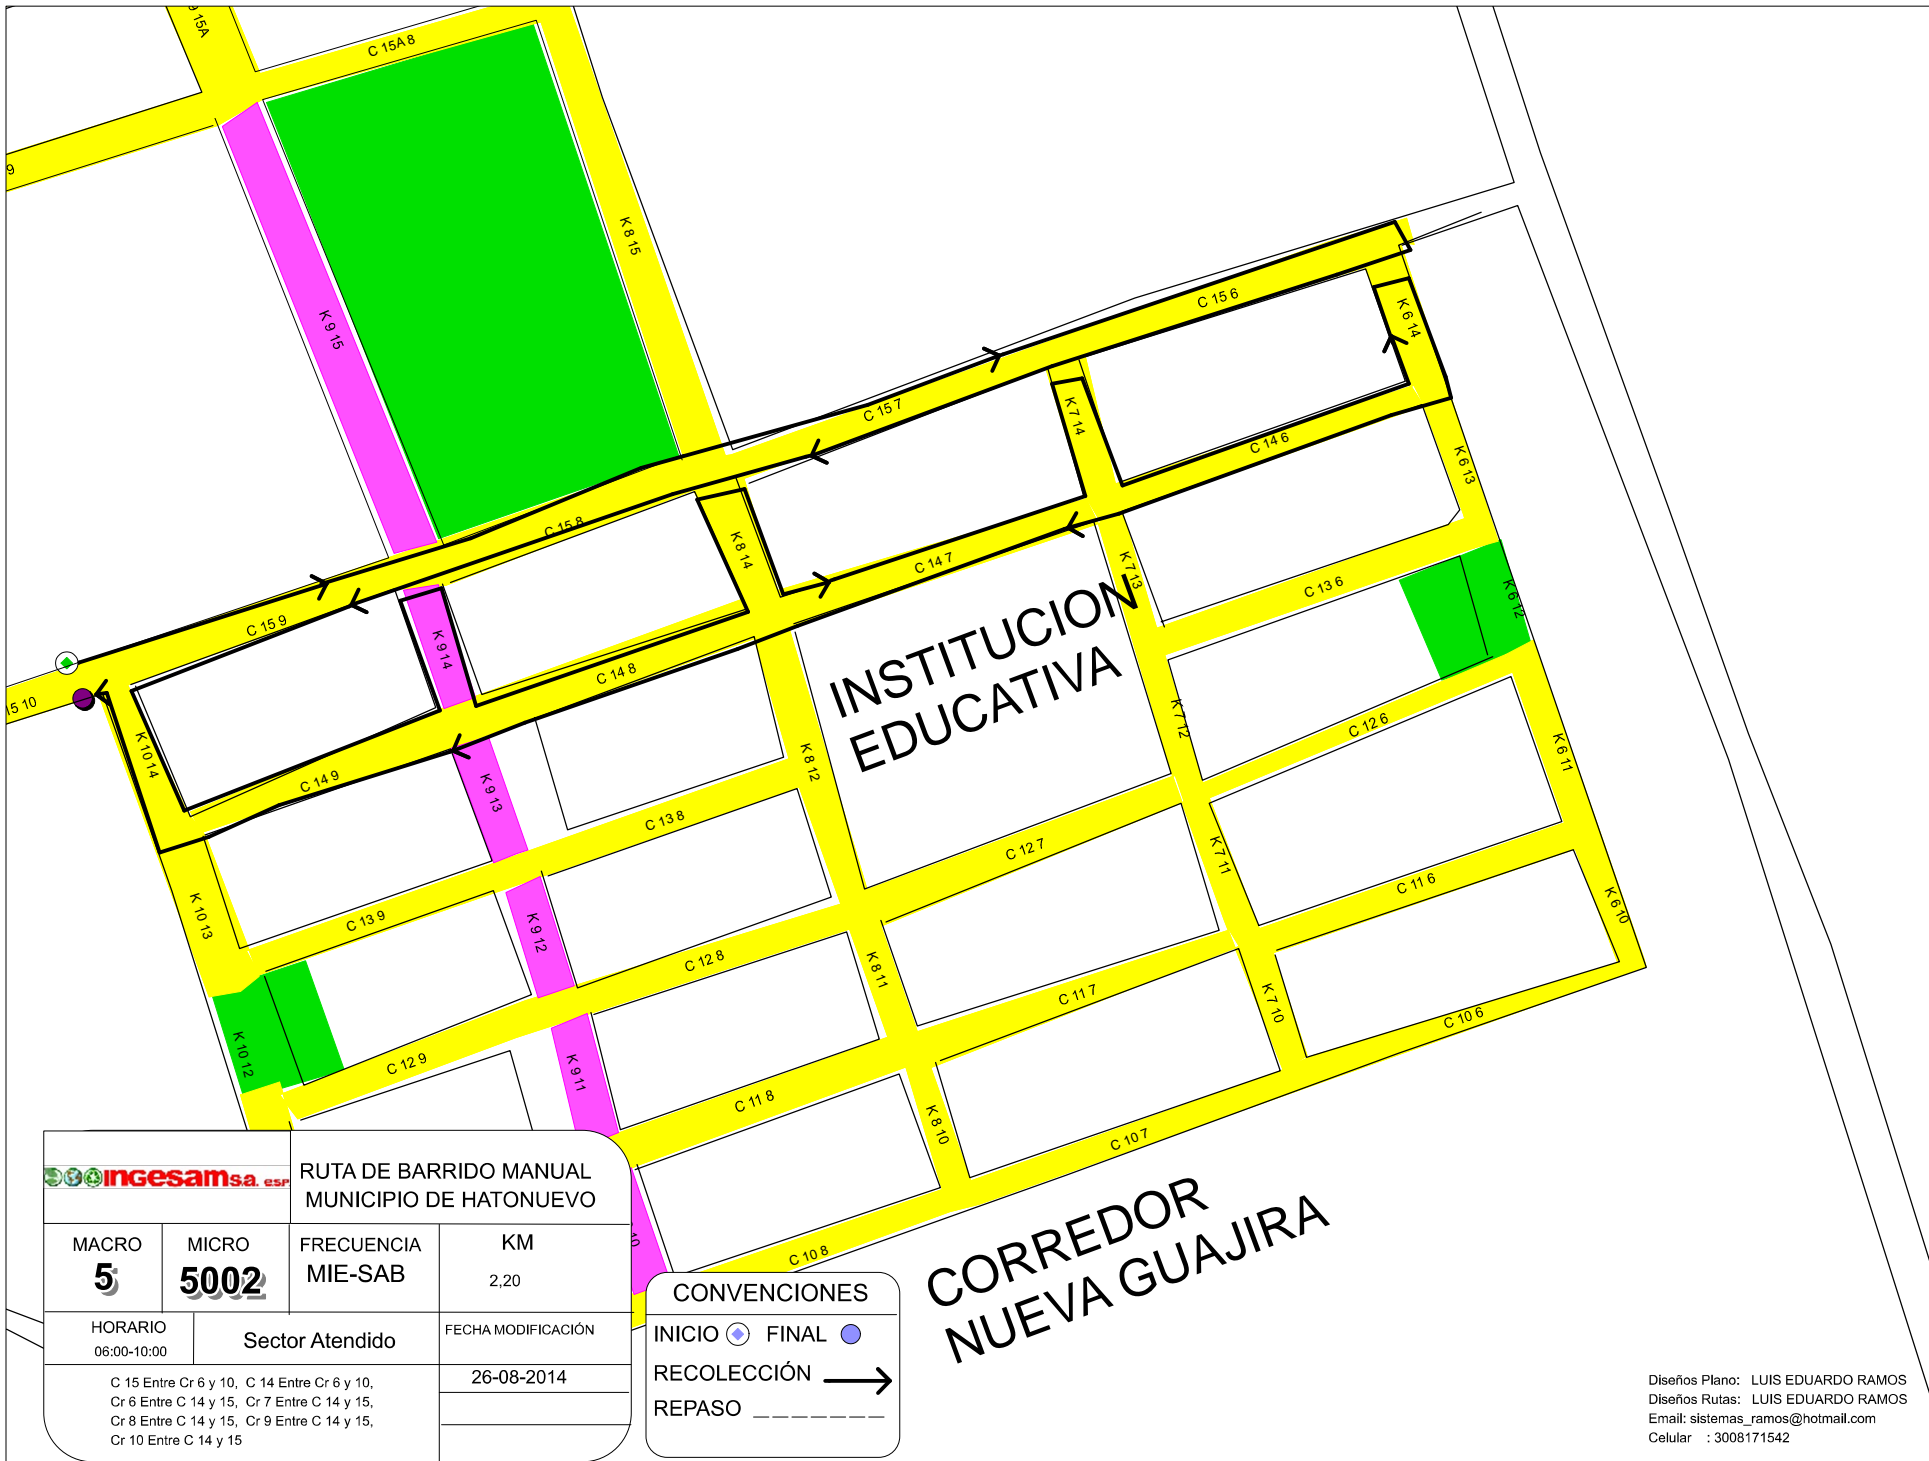 9 15A
C 15A 8
9
K 8 15
K 9 15
C 15 6
K 6 14
C 15 7
K 7 14
C 14 6
K 6 13
C 15 8
K 8 14
C 14 7
K 7 13
C 13 6
K 6 12
C 15 9
K 9 14
C 14 8
INSTITUCION
EDUCATIVA
15 10
K 10 14
C 14 9
K 9 13
K 8 12
K 7 12
C 12 6
K 6 11
C 13 8
C 12 7
K 7 11
C 11 6
K 6 10
K 10 13
C 13 9
K 9 12
C 12 8
K 8 11
C 11 7
K 7 10
C 10 6
K 10 12
C 12 9
K 9 11
C 11 8
K 8 10
C 10 7
10
C 10 8
CORREDOR
NUEVA GUAJIRA
INGESAM S.A. ESP
RUTA DE BARRIDO MANUAL
MUNICIPIO DE HATONUEVO
MACRO
5
MICRO
5002
FRECUENCIA
MIE-SAB
KM
2,20
HORARIO
06:00-10:00
Sector Atendido
FECHA MODIFICACIÓN
26-08-2014
C 15 Entre Cr 6 y 10, C 14 Entre Cr 6 y 10,
Cr 6 Entre C 14 y 15, Cr 7 Entre C 14 y 15,
Cr 8 Entre C 14 y 15, Cr 9 Entre C 14 y 15,
Cr 10 Entre C 14 y 15
CONVENCIONES
INICIO FINAL
RECOLECCIÓN
REPASO
Diseños Plano: LUIS EDUARDO RAMOS
Diseños Rutas: LUIS EDUARDO RAMOS
Email: sistemas_ramos@hotmail.com
Celular : 3008171542